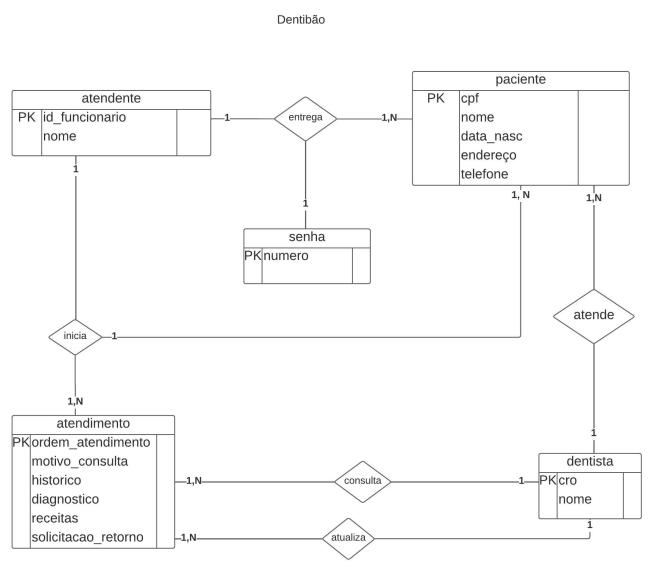 Dentibão
atendente
PK id_funcionario
nome
1
entrega
1,N
paciente
PK cpf
nome
data_nasc
endereço
telefone
1
1
senha
PK numero
1, N
1,N
inicia
1
atende
1,N
1
atendimento
PK ordem_atendimento
motivo_consulta
historico
diagnostico
receitas
solicitacao_retorno
1,N
consulta
1
dentista
PK cro
nome
1,N
atualiza
1